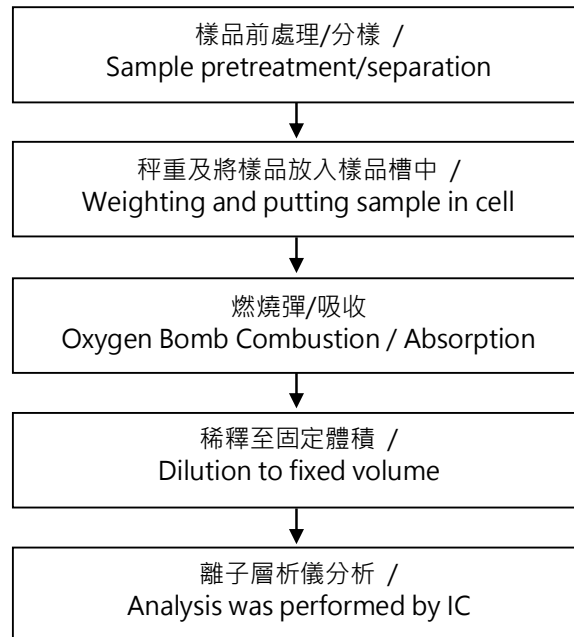 樣品前處理/分樣 /
Sample pretreatment/separation
秤重及將樣品放入樣品槽中 /
Weighting and putting sample in cell
燃燒彈/吸收
Oxygen Bomb Combustion / Absorption
稀釋至固定體積 /
Dilution to fixed volume
離子層析儀分析 /
Analysis was performed by IC